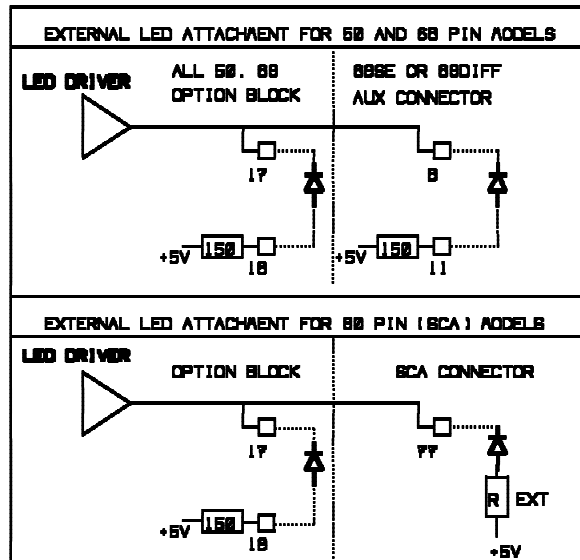 EXTERNAL LED ATTACHMENT FOR 50 AND 68 PIN MODELS
LED DRIVER
ALL 50. 68
OPTION BLOCK
68SE OR 68DIFF
AUX CONNECTOR
17
8
+5V
150
18
+5V
150
11
EXTERNAL LED ATTACHMENT FOR 80 PIN (SCA) MODELS
LED DRIVER
OPTION BLOCK
SCA CONNECTOR
17
77
R
EXT
+5V
150
18
+5V